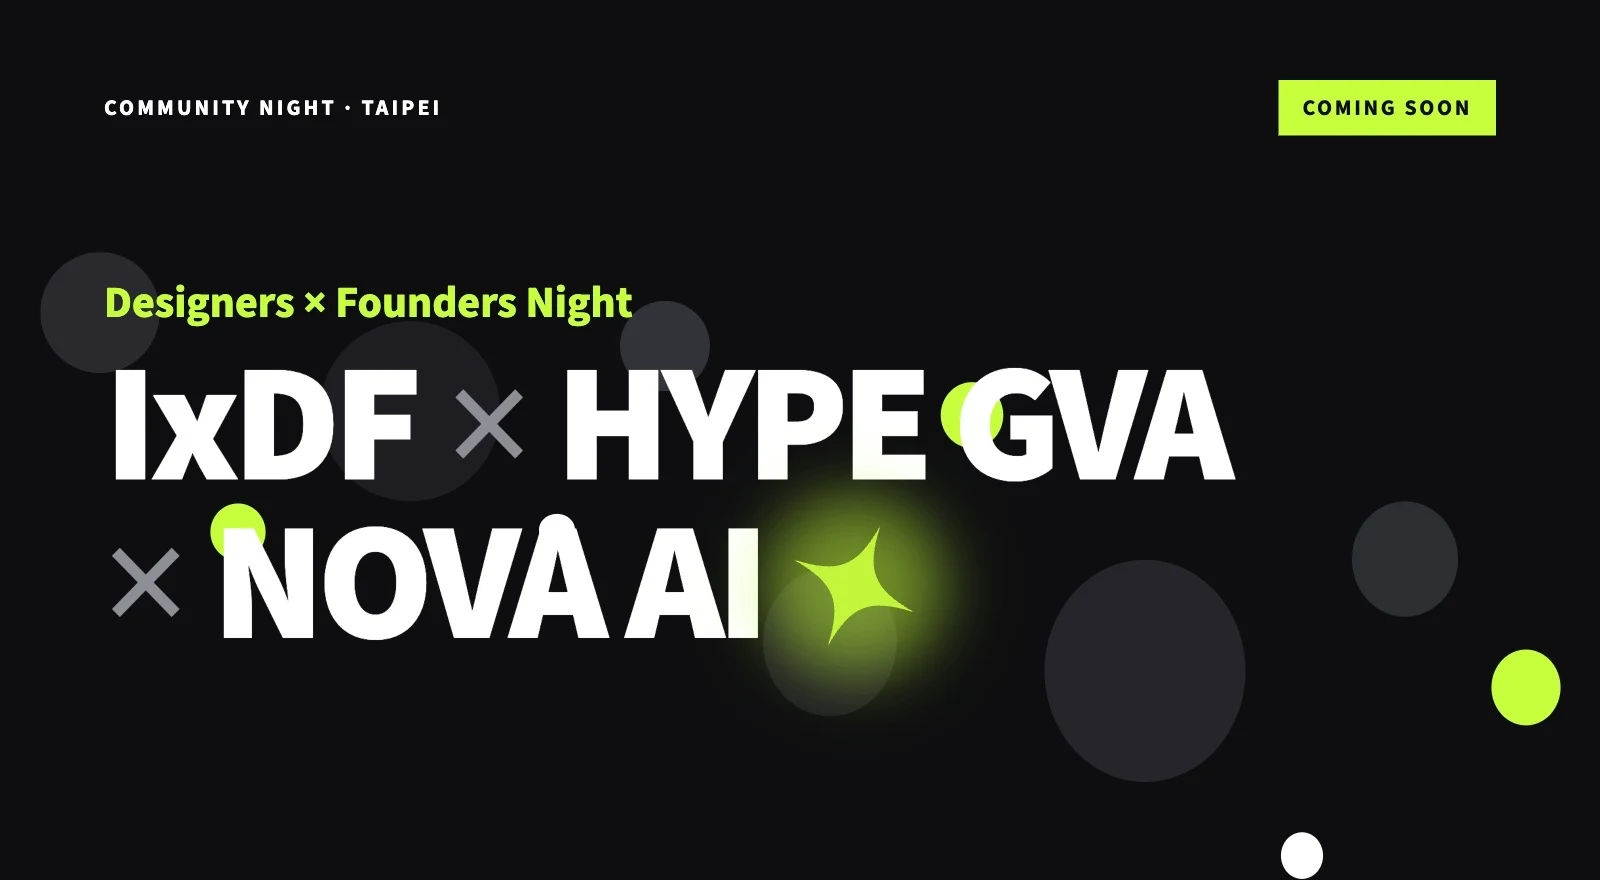 COMMUNITY NIGHT · TAIPEI
COMING SOON
Designers × Founders Night
IxDF × HYPE GVA
× NOVA AI